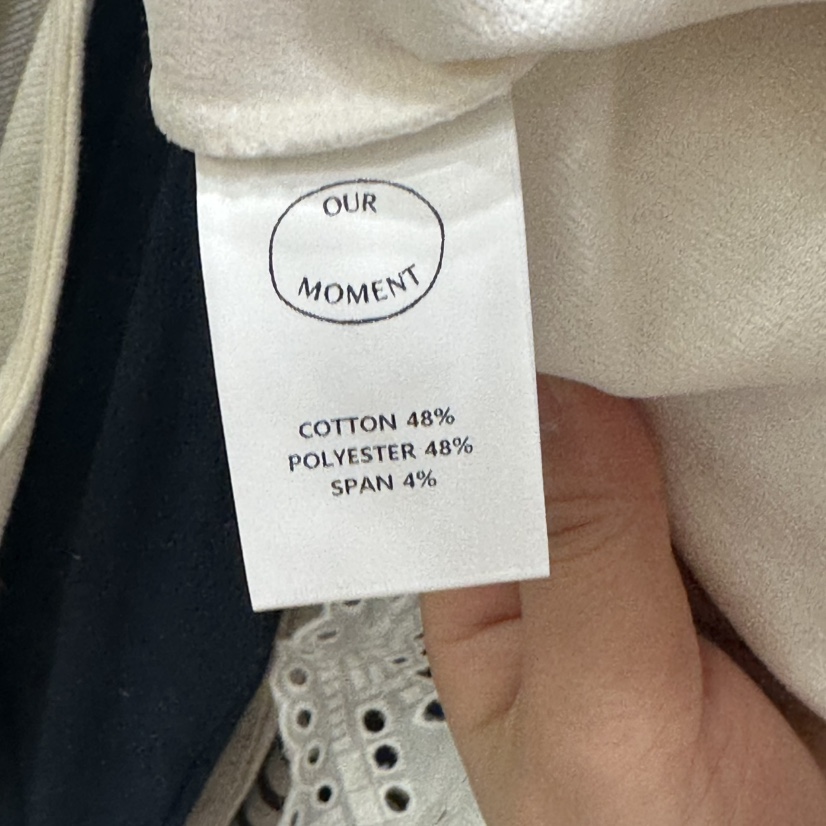 OUR
MOMENT
COTTON 48%
POLYESTER 48%
SPAN 4%